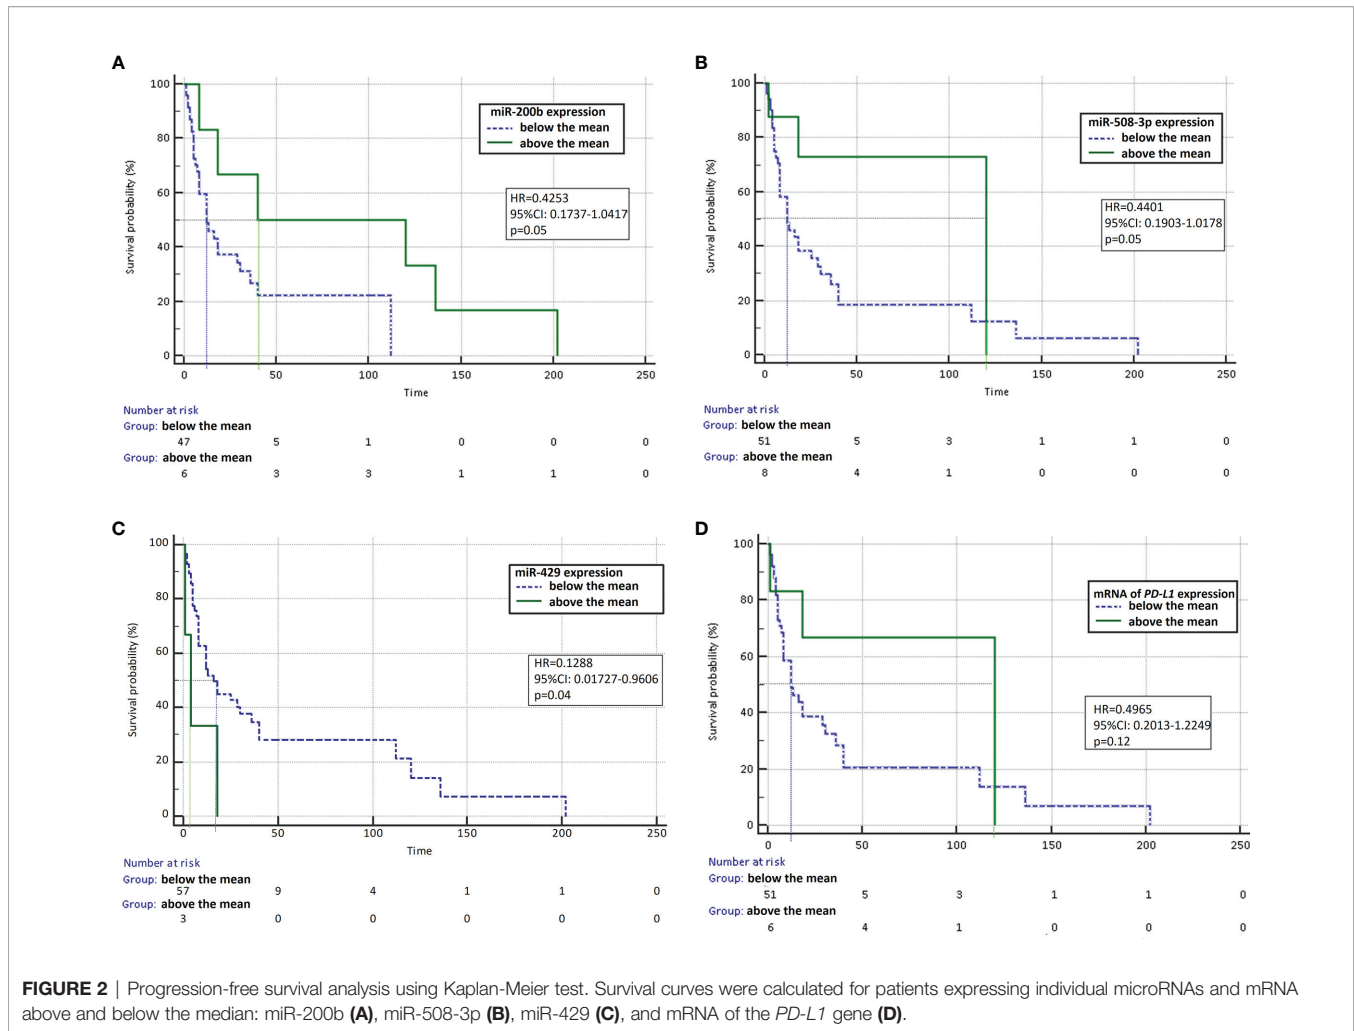 A
100
80
60
40
20
0
Survival probability (%)
miR-200b expression
below the mean
above the mean
HR=0.4253
95%CI: 0.1737-1.0417
p=0.05
0 50 100 150 200 250
Time
Number at risk
Group: below the mean
47 5 1 0 0 0
Group: above the mean
6 3 3 1 1 0
B
100
80
60
40
20
0
Survival probability (%)
miR-508-3p expression
below the mean
above the mean
HR=0.4401
95%CI: 0.1903-1.0178
p=0.05
0 50 100 150 200 250
Time
Number at risk
Group: below the mean
51 5 3 1 1 0
Group: above the mean
8 4 1 0 0 0
C
100
80
60
40
20
0
Survival probability (%)
miR-429 expression
below the mean
above the mean
HR=0.1288
95%CI: 0.01727-0.9606
p=0.04
0 50 100 150 200 250
Time
Number at risk
Group: below the mean
57 9 4 1 1 0
Group: above the mean
3 0 0 0 0 0
D
100
80
60
40
20
0
Survival probability (%)
mRNA of PD-L1 expression
below the mean
above the mean
HR=0.4965
95%CI: 0.2013-1.2249
p=0.12
0 50 100 150 200 250
Number at risk
Group: below the mean
51 5 3 1 1 0
Group: above the mean
6 4 1 0 0 0
FIGURE 2 | Progression-free survival analysis using Kaplan-Meier test. Survival curves were calculated for patients expressing individual microRNAs and mRNA
above and below the median: miR-200b (A), miR-508-3p (B), miR-429 (C), and mRNA of the PD-L1 gene (D).